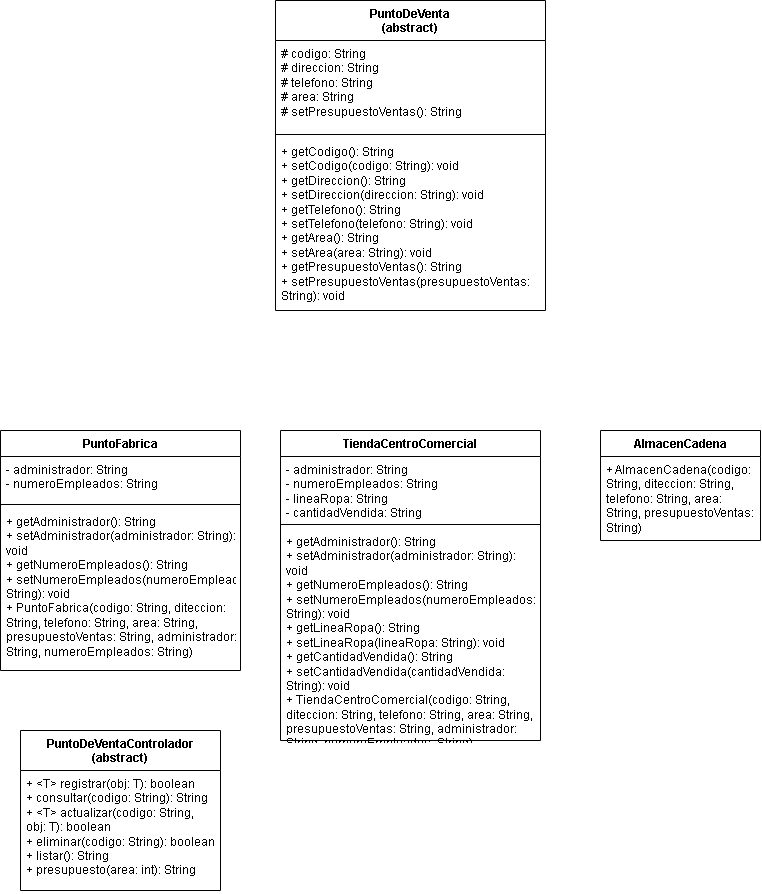 PuntoDeVenta
(abstract)
# codigo: String
# direccion: String
# telefono: String
# area: String
# setPresupuestoVentas(): String
+ getCodigo(): String
+ setCodigo(codigo: String): void
+ getDireccion(): String
+ setDireccion(direccion: String): void
+ getTelefono(): String
+ setTelefono(telefono: String): void
+ getArea(): String
+ setArea(area: String): void
+ getPresupuestoVentas(): String
+ setPresupuestoVentas(presupuestoVentas:
String): void
PuntoFabrica
- administrador: String
- numeroEmpleados: String
+ getAdministrador(): String
+ setAdministrador(administrador: String):
void
+ getNumeroEmpleados(): String
+ setNumeroEmpleados(numeroEmplead
String): void
+ PuntoFabrica(codigo: String, diteccion:
String, telefono: String, area: String,
presupuestoVentas: String, administrador:
String, numeroEmpleados: String)
TiendaCentroComercial
- administrador: String
- numeroEmpleados: String
- lineaRopa: String
- cantidadVendida: String
+ getAdministrador(): String
+ setAdministrador(administrador: String):
void
+ getNumeroEmpleados(): String
+ setNumeroEmpleados(numeroEmpleados:
String): void
+ getLineaRopa(): String
+ setLineaRopa(lineaRopa: String): void
+ getCantidadVendida(): String
+ setCantidadVendida(cantidadVendida:
String): void
+ TiendaCentroComercial(codigo: String,
diteccion: String, telefono: String, area: String,
presupuestoVentas: String, administrador:
String, numeroEmpleados: String)
AlmacenCadena
+ AlmacenCadena(codigo:
String, diteccion: String,
telefono: String, area:
String, presupuestoVentas:
String)
PuntoDeVentaControlador
(abstract)
+ <T> registrar(obj: T): boolean
+ consultar(codigo: String): String
+ <T> actualizar(codigo: String,
obj: T): boolean
+ eliminar(codigo: String): boolean
+ listar(): String
+ presupuesto(area: int): String